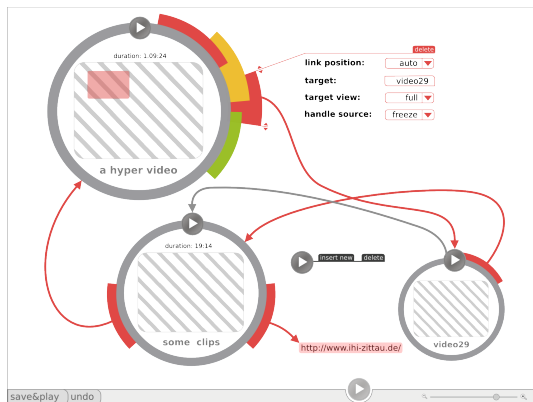 delete
duration: 1.09:24
link position: auto
target: video29
target view: full
handle source: freeze
a hyper video
duration: 19:14
insert new delete
some clips
video29
http://www.ihi-zittau.de/
save&play undo